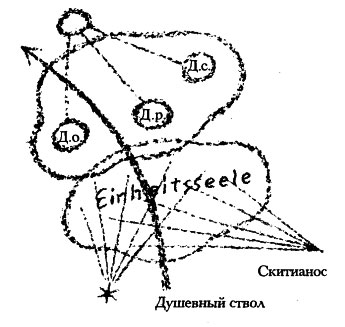 Д.с.
Д.р.
Д.о.
Einheitsseele
Скитианос
Душевный ствол